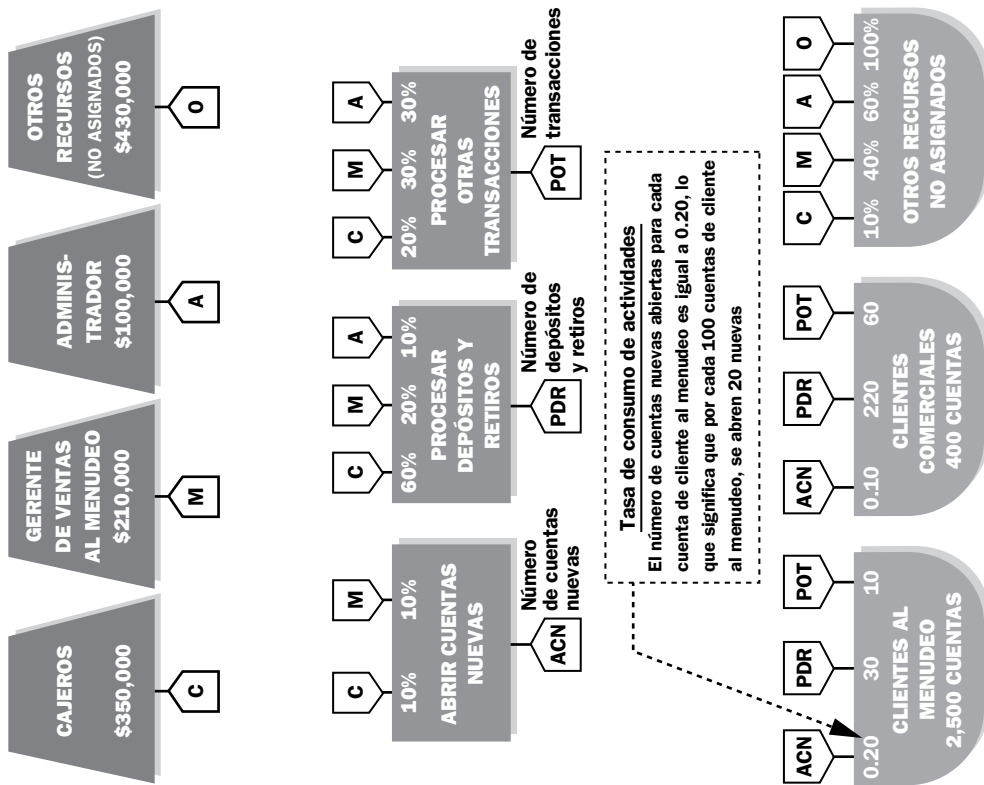 CAJEROS
$350,000
C
GERENTE
DE VENTAS
AL MENUDEO
$210,000
M
ADMINIS-
TRADOR
$100,000
A
OTROS
RECURSOS
(NO ASIGNADOS)
$430,000
O
C
M
10%
10%
ABRIR CUENTAS
NUEVAS
ACN
Número
de cuentas
nuevas
C
M
A
60%
20%
10%
PROCESAR
DEPÓSITOS Y
RETIROS
PDR
Número de
depósitos
y retiros
C
M
A
20%
30%
30%
PROCESAR
OTRAS
TRANSACCIONES
POT
Número de
transacciones
Tasa de consumo de actividades
El número de cuentas nuevas abiertas para cada
cuenta de cliente al menudeo es igual a 0.20, lo
que significa que por cada 100 cuentas de cliente
al menudeo, se abren 20 nuevas
ACN
PDR
POT
0.20
30
10
CLIENTES AL
MENUDEO
2,500 CUENTAS
ACN
PDR
POT
0.10
220
60
CLIENTES
COMERCIALES
400 CUENTAS
C
M
A
O
10%
40%
60%
100%
OTROS RECURSOS
NO ASIGNADOS